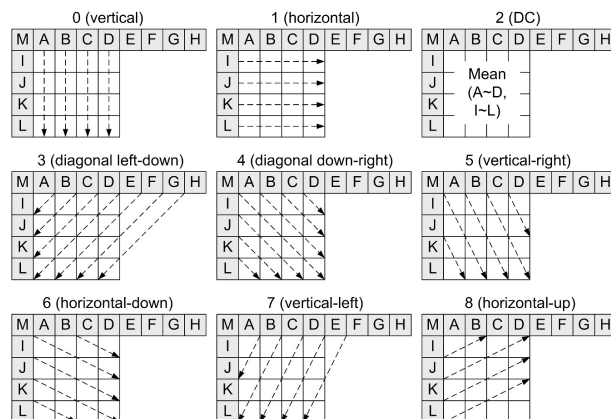 0 (vertical)
M A B C D E F G H
I
J
K
L
1 (horizontal)
M A B C D E F G H
I
J
K
L
2 (DC)
M A B C D E F G H
I
J
K
L
Mean
(A~D,
I~L)
3 (diagonal left-down)
M A B C D E F G H
I
J
K
L
4 (diagonal down-right)
M A B C D E F G H
I
J
K
L
5 (vertical-right)
M A B C D E F G H
I
J
K
L
6 (horizontal-down)
M A B C D E F G H
I
J
K
L
7 (vertical-left)
M A B C D E F G H
I
J
K
L
8 (horizontal-up)
M A B C D E F G H
I
J
K
L